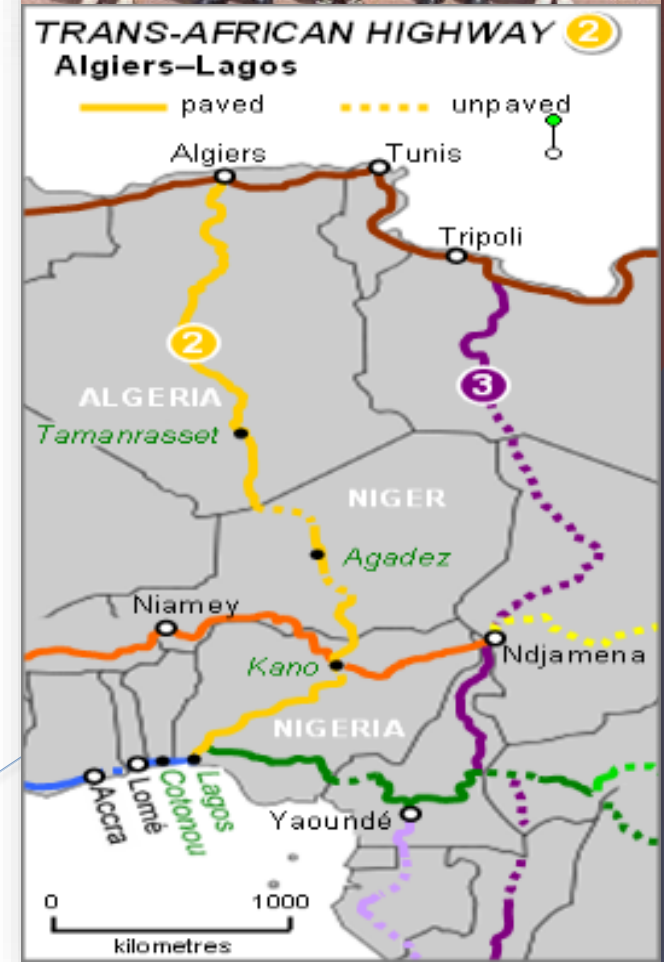 TRANS-AFRICAN HIGHWAY 2
Algiers–Lagos
paved unpaved
Algiers
Tunis
Tripoli
2
3
ALGERIA
Tamanrasset
NIGER
Agadez
Niamey
Ndjamena
Kano
NIGERIA
Accra
Lomé
Cotonou
Lagos
Yaoundé
0 1000
kilometres